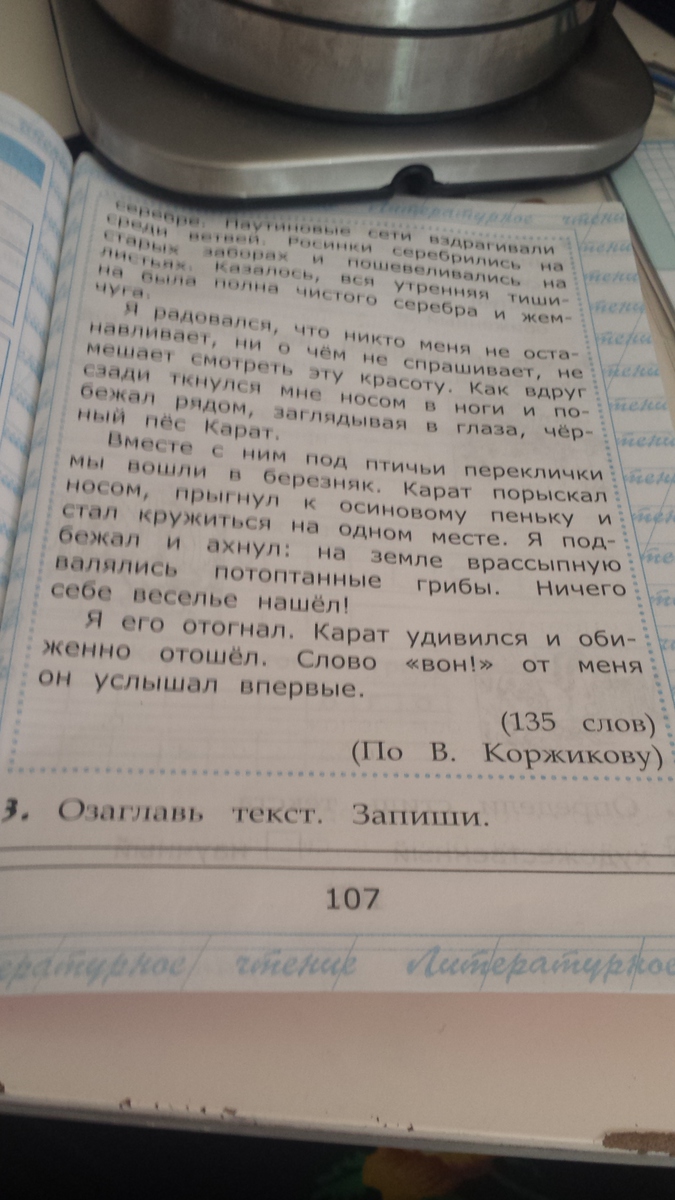 Литературное чтени
серебре. Паутиновые сети вздрагивали
среди ветвей. Росинки серебрились на
старых заборах и пошевеливались на
листьях. Казалось, вся утренняя тиши-
на была полна чистого серебра и жем-
чуга.
Я радовался, что никто меня не оста-
навливает, ни о чём не спрашивает, не
мешает смотреть эту красоту. Как вдруг
сзади ткнулся мне носом в ноги и по-
бежал рядом, заглядывая в глаза, чёр-
ный пёс Карат.
Вместе с ним под птичьи переклички
мы вошли в березняк. Карат порыскал
носом, прыгнул к осиновому пеньку и
стал кружиться на одном месте. Я под-
бежал и ахнул: на земле врассыпную
валялись потоптанные грибы. Ничего
себе веселье нашёл!
Я его отогнал. Карат удивился и оби-
женно отошёл. Слово «вон!» от меня
он услышал впервые.
(135 слов)
(По В. Коржикову)
3. Озаглавь текст. Запиши.
107
ературное чтение Литературное